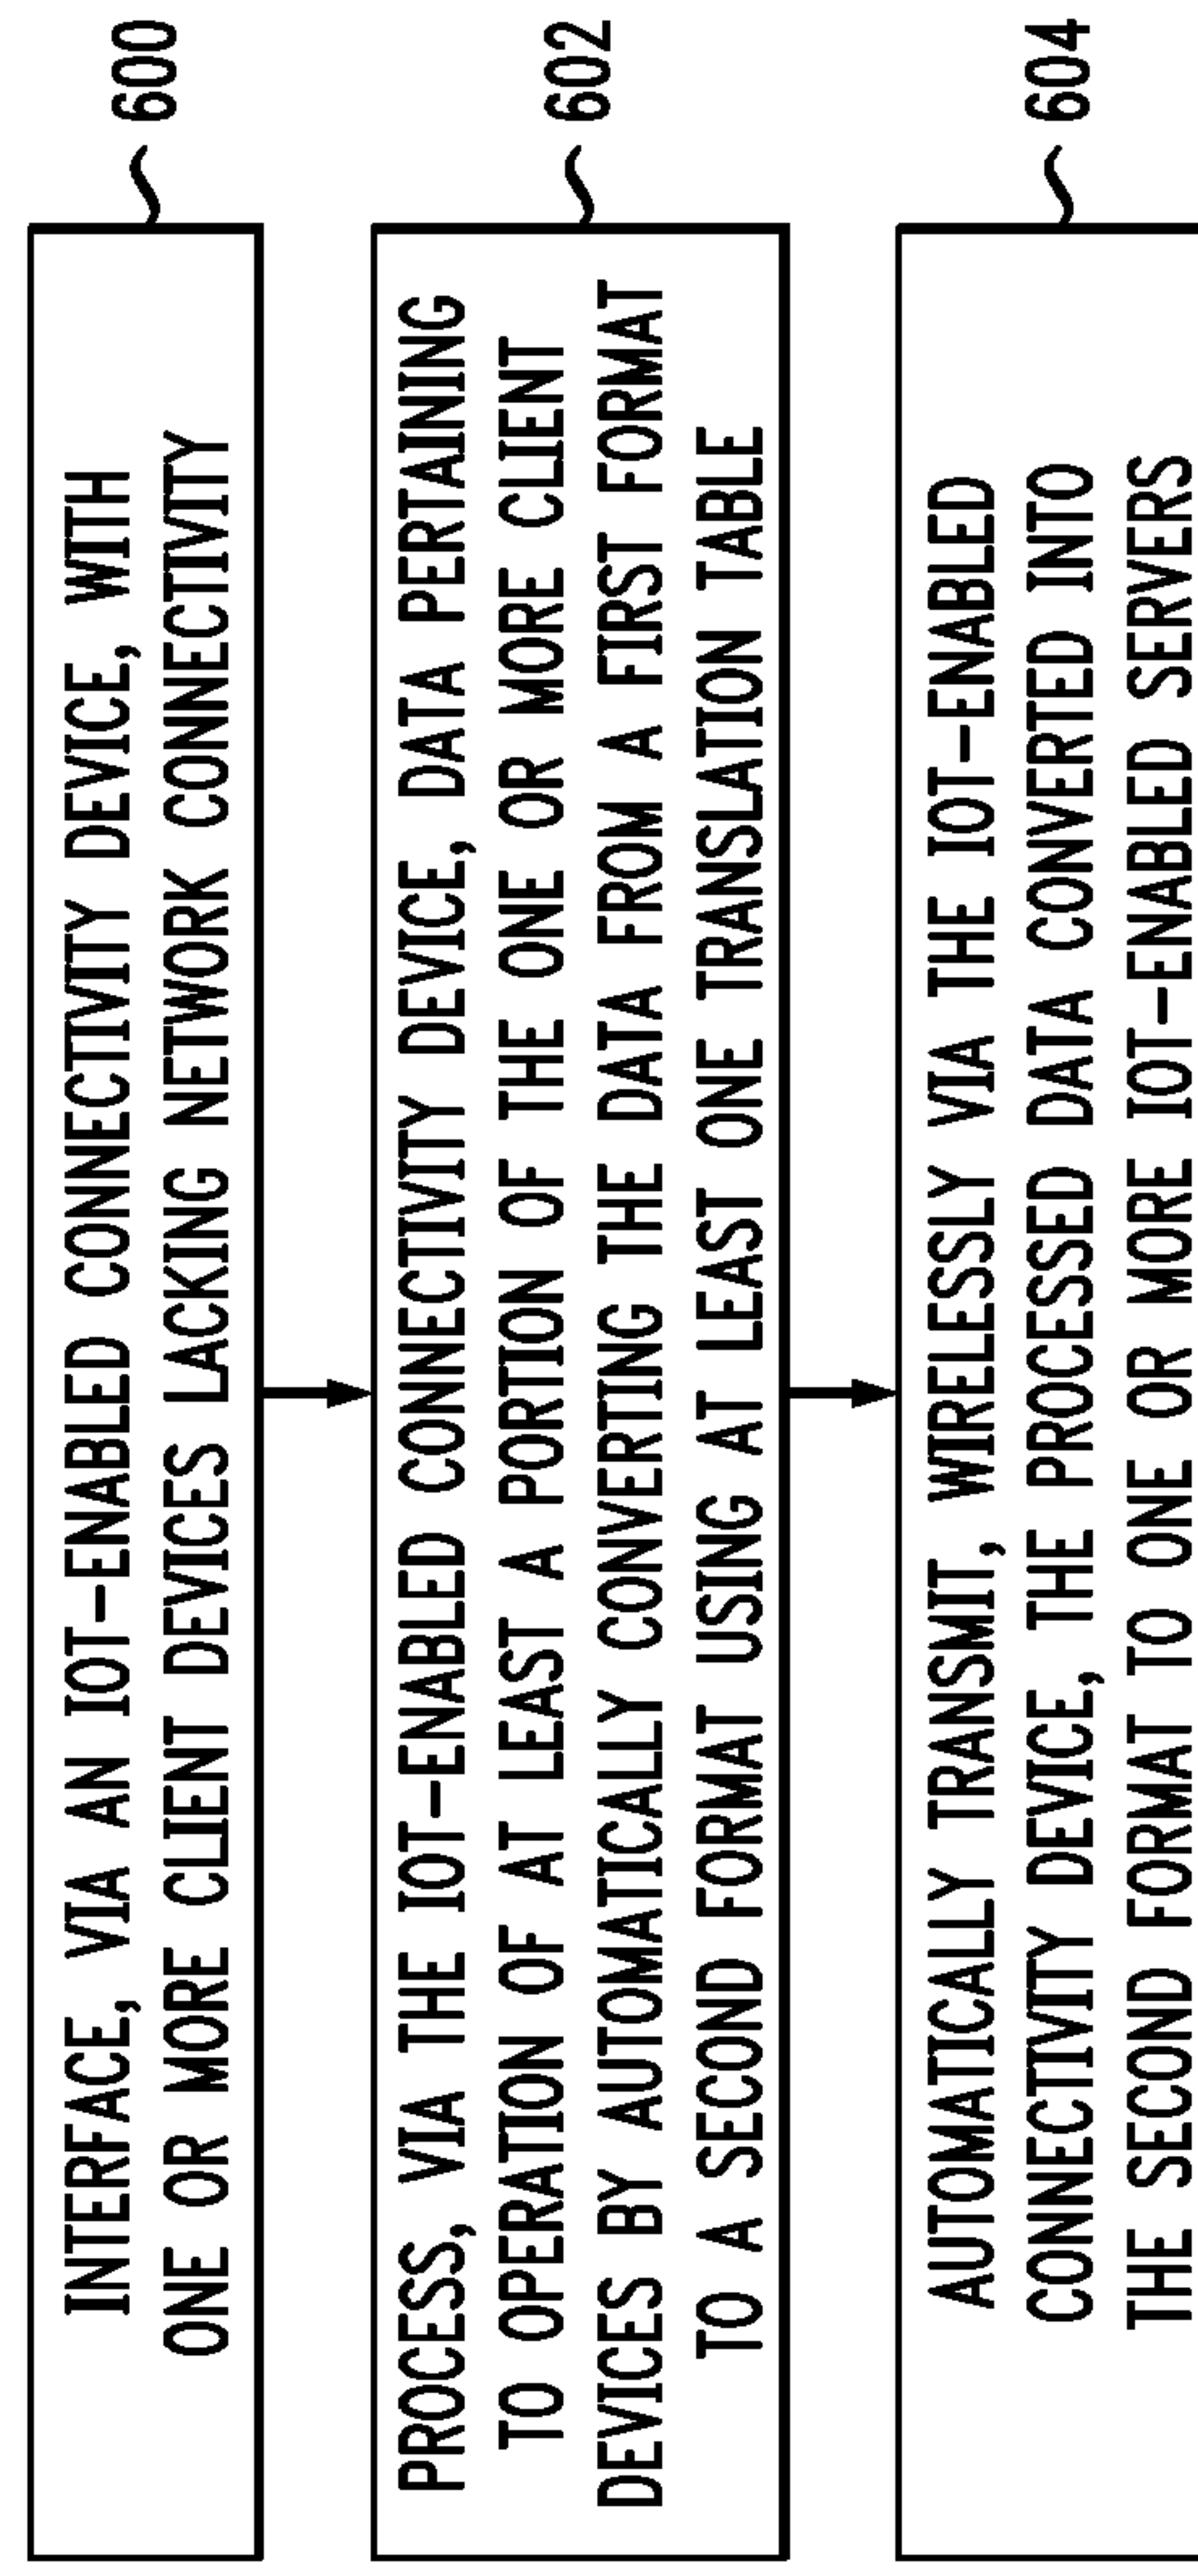 INTERFACE, VIA AN IOT-ENABLED CONNECTIVITY DEVICE, WITH
ONE OR MORE CLIENT DEVICES LACKING NETWORK CONNECTIVITY
600
PROCESS, VIA THE IOT-ENABLED CONNECTIVITY DEVICE, DATA PERTAINING
TO OPERATION OF AT LEAST A PORTION OF THE ONE OR MORE CLIENT
DEVICES BY AUTOMATICALLY CONVERTING THE DATA FROM A FIRST FORMAT
TO A SECOND FORMAT USING AT LEAST ONE TRANSLATION TABLE
602
AUTOMATICALLY TRANSMIT, WIRELESSLY VIA THE IOT-ENABLED
CONNECTIVITY DEVICE, THE PROCESSED DATA CONVERTED INTO
THE SECOND FORMAT TO ONE OR MORE IOT-ENABLED SERVERS
604